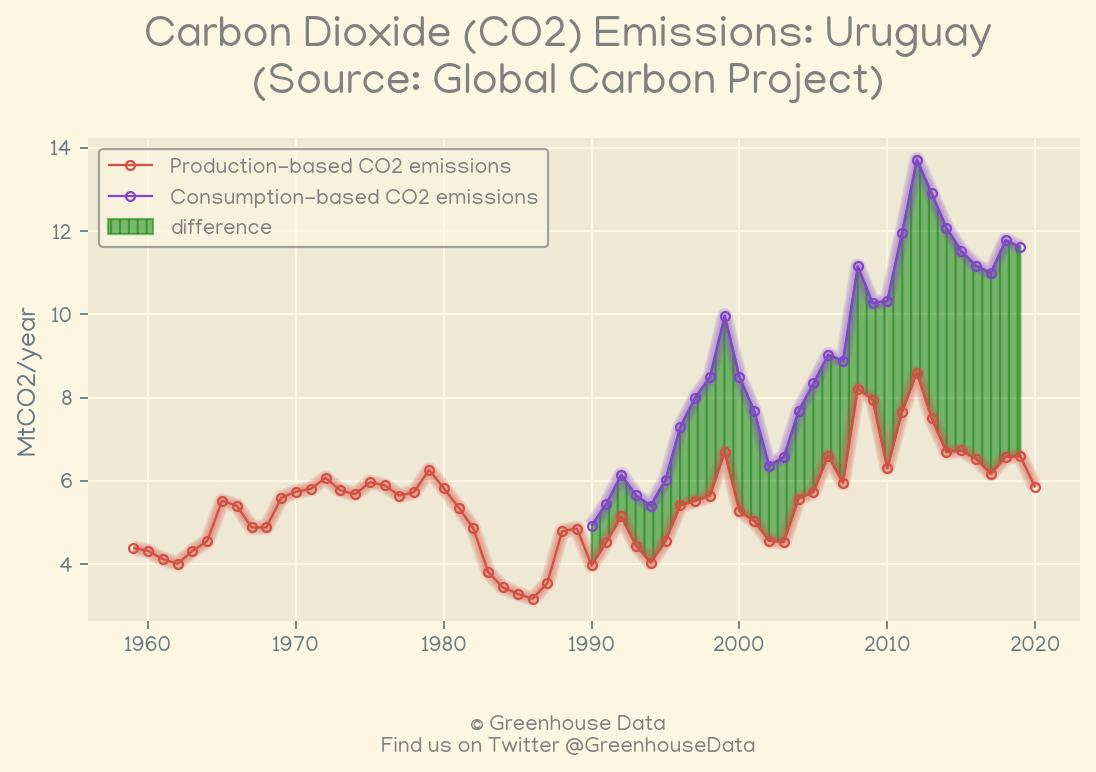 Carbon Dioxide (CO2) Emissions: Uruguay
(Source: Global Carbon Project)
Production-based CO2 emissions
Consumption-based CO2 emissions
difference
MtCO2/year
14
12
10
8
6
4
1960 1970 1980 1990 2000 2010 2020
© Greenhouse Data
Find us on Twitter @GreenhouseData